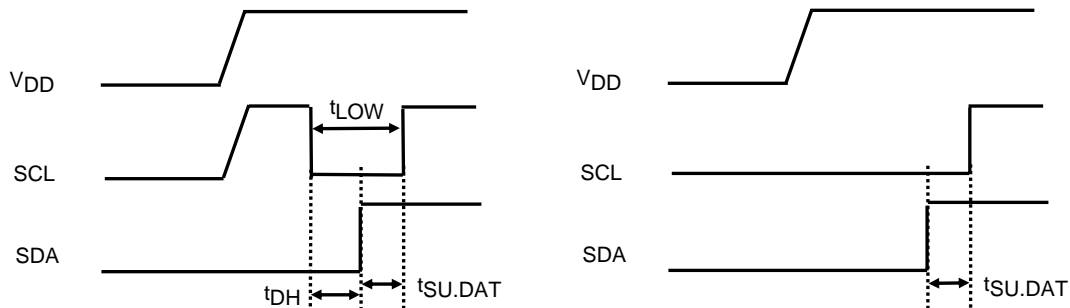 VDD
tLOW
SCL
SDA
tDH
tSU.DAT
VDD
SCL
SDA
tSU.DAT